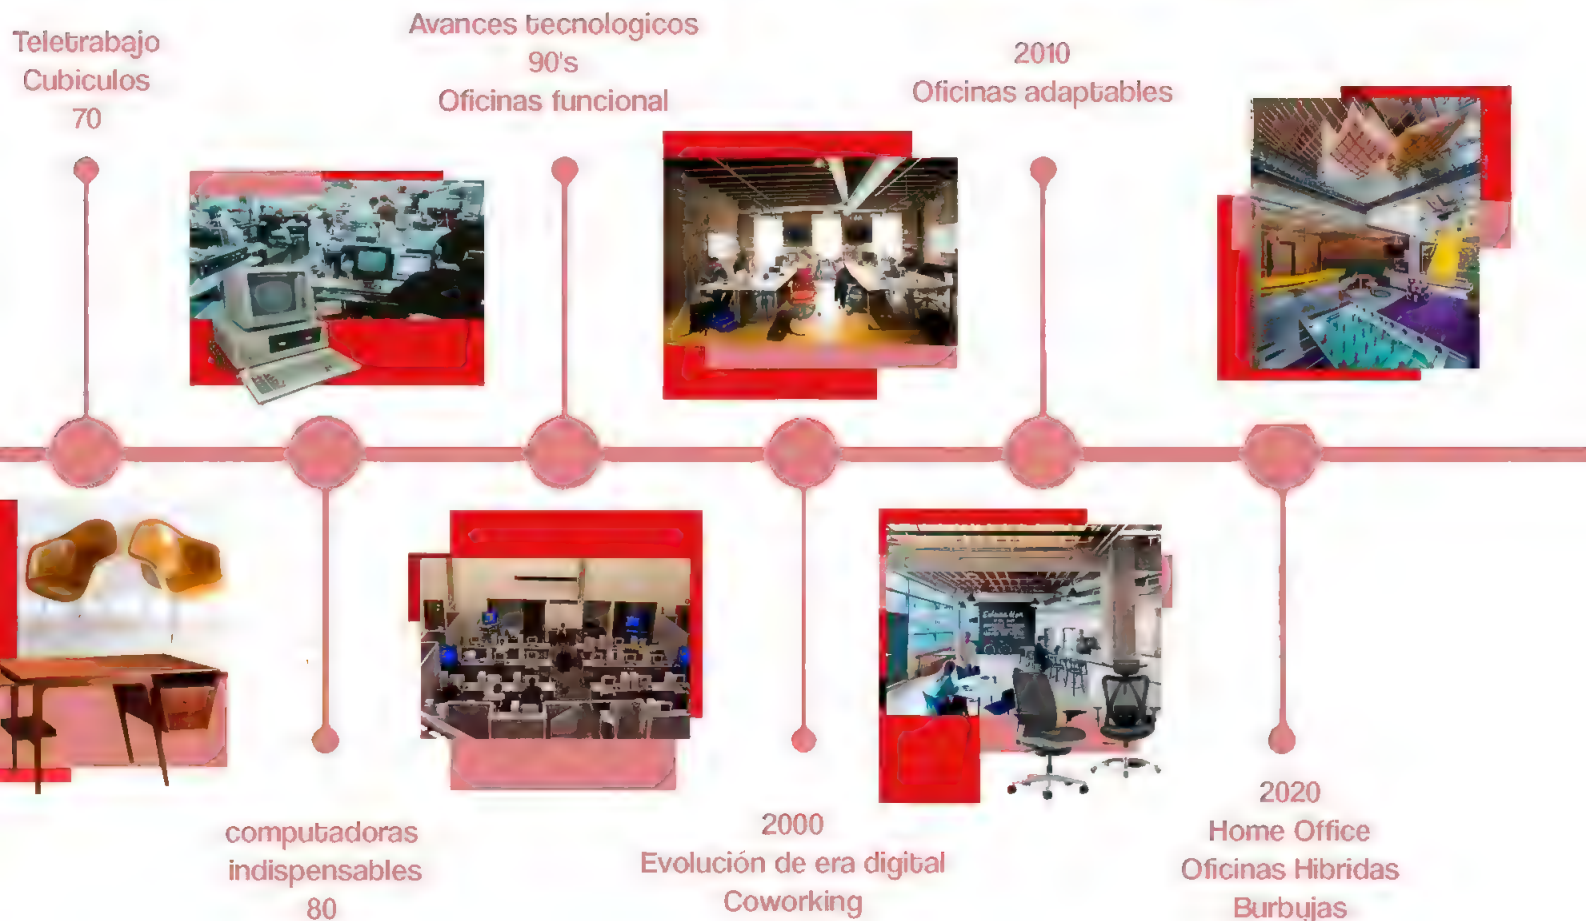 Teletrabajo
Cubiculos
70
computadoras
indispensables
80
Avances tecnologicos
90's
Oficinas funcional
2000
Evolución de era digital
Coworking
2010
Oficinas adaptables
2020
Home Office
Oficinas Hibridas
Burbujas